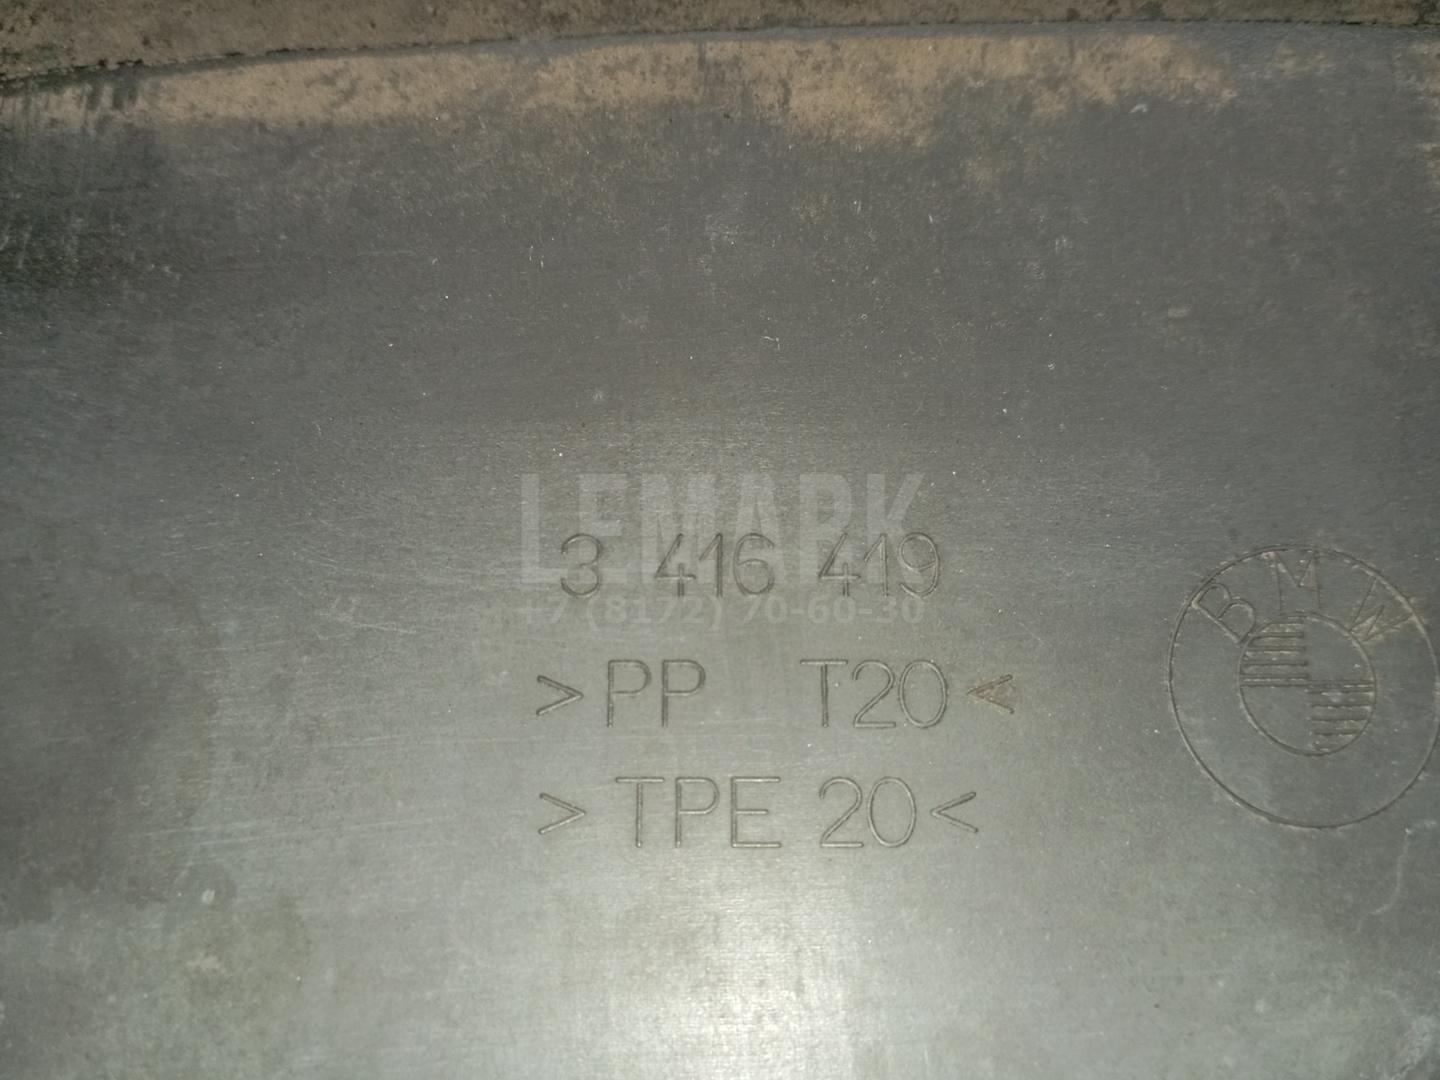 LEMARK
3 416 419
+7 (8172) 70-60-30
BMW
>PP T20<
>TPE 20<